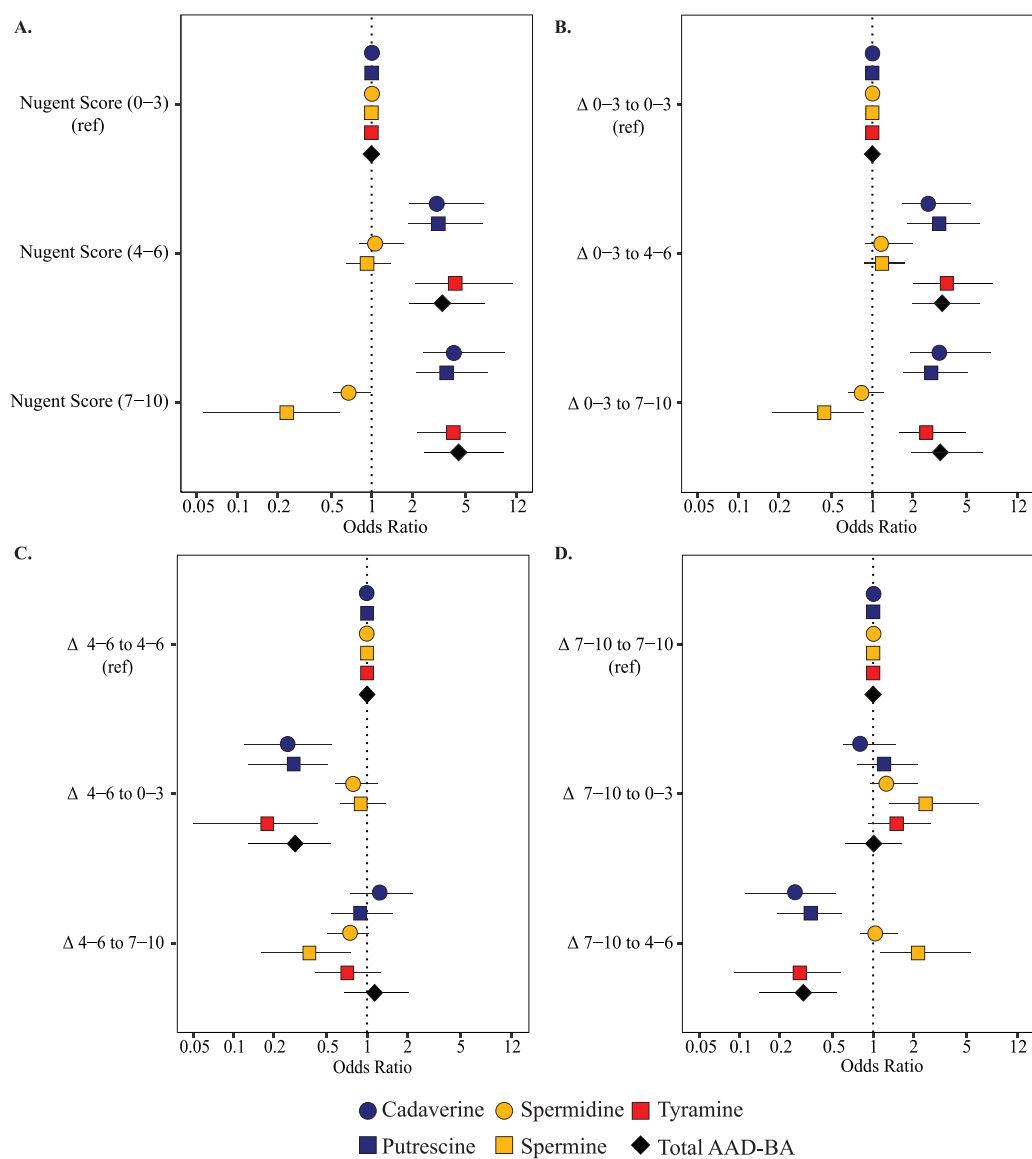 A.
Nugent Score (0−3)
(ref)
Nugent Score (4−6)
Nugent Score (7−10)
0.05 0.1 0.2 0.5 1 2 5 12
Odds Ratio
B.
Δ 0−3 to 0−3
(ref)
Δ 0−3 to 4−6
Δ 0−3 to 7−10
0.05 0.1 0.2 0.5 1 2 5 12
Odds Ratio
C.
Δ 4−6 to 4−6
(ref)
Δ 4−6 to 0−3
Δ 4−6 to 7−10
0.05 0.1 0.2 0.5 1 2 5 12
Odds Ratio
D.
Δ 7−10 to 7−10
(ref)
Δ 7−10 to 0−3
Δ 7−10 to 4−6
0.05 0.1 0.2 0.5 1 2 5 12
Odds Ratio
Cadaverine Spermidine Tyramine
Putrescine Spermine Total AAD-BA